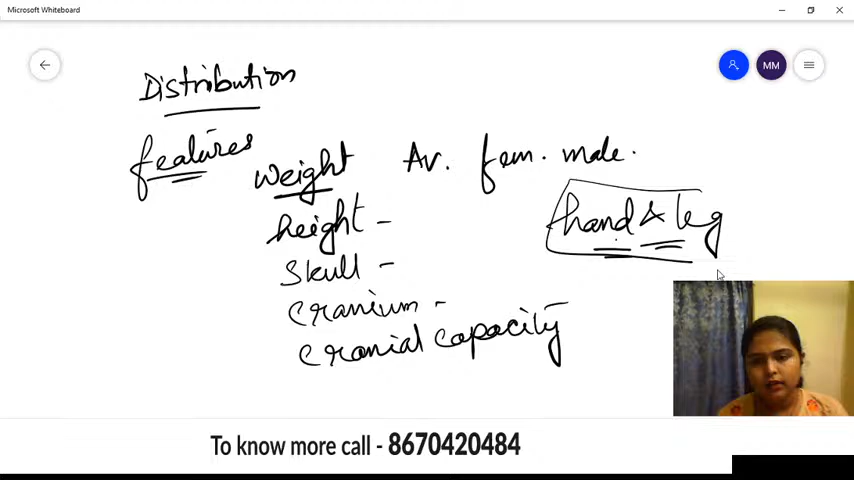 Microsoft Whiteboard
MM
Distribution
features
weight Av. fem. male.
height -
hand & leg
skull -
cranium -
cranial capacity
To know more call - 8670420484